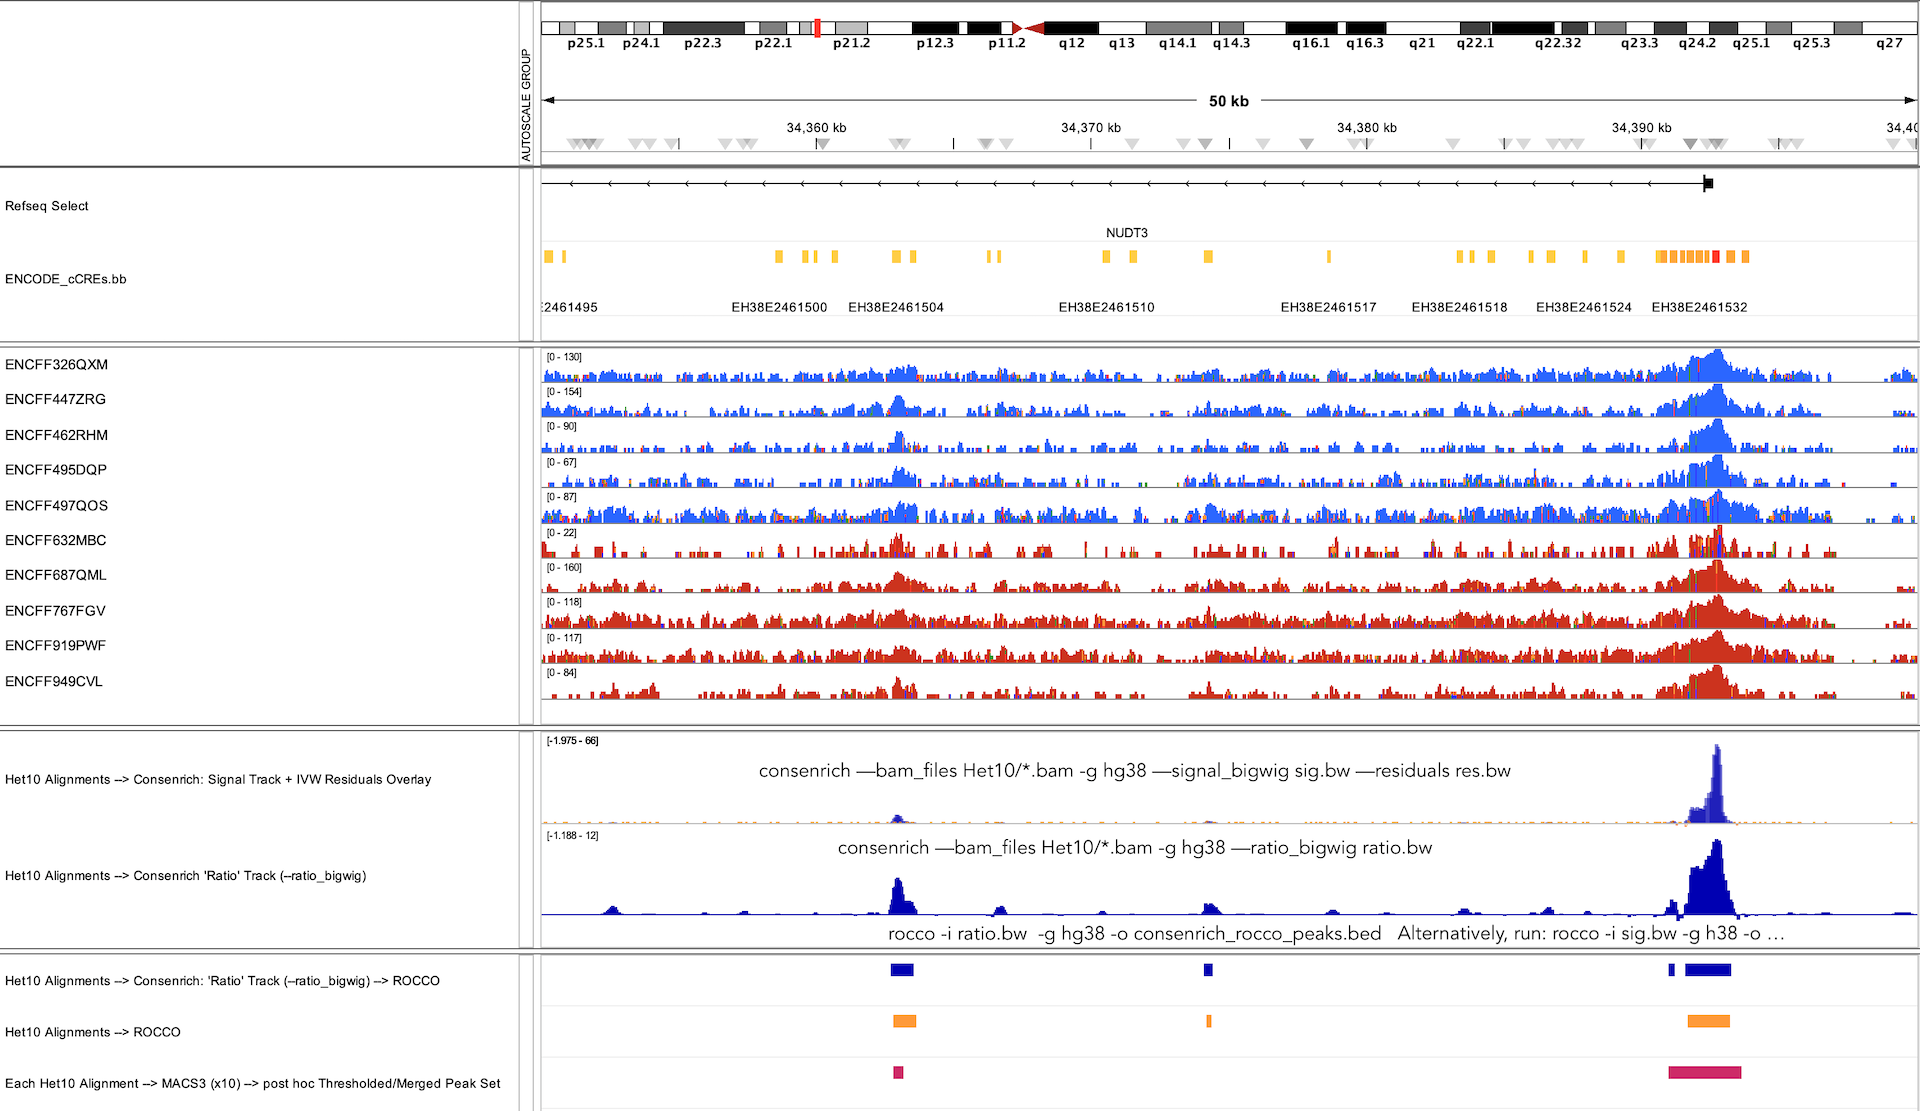 p25.1 p24.1 p22.3 p22.1 p21.2 p12.3 p11.2 q12 q13 q14.1 q14.3 q16.1 q16.3 q21 q22.1 q22.32 q23.3 q24.2 q25.1 q25.3 q27
AUTOSCALE GROUP
50 kb
34,360 kb 34,370 kb 34,380 kb 34,390 kb 34,40
Refseq Select
NUDT3
ENCODE_cCREs.bb
E2461495 EH38E2461500 EH38E2461504 EH38E2461510 EH38E2461517 EH38E2461518 EH38E2461524 EH38E2461532
ENCFF326QXM [0 - 130]
ENCFF447ZRG [0 - 154]
ENCFF462RHM [0 - 90]
ENCFF495DQP [0 - 67]
ENCFF497QOS [0 - 87]
ENCFF632MBC [0 - 22]
ENCFF687QML [0 - 160]
ENCFF767FGV [0 - 118]
ENCFF919PWF [0 - 117]
ENCFF949CVL [0 - 84]
[-1.975 - 66]
consenrich —bam_files Het10/*.bam -g hg38 —signal_bigwig sig.bw —residuals res.bw
Het10 Alignments --> Consenrich: Signal Track + IVW Residuals Overlay
[-1.188 - 12]
consenrich —bam_files Het10/*.bam -g hg38 —ratio_bigwig ratio.bw
Het10 Alignments --> Consenrich 'Ratio' Track (--ratio_bigwig)
rocco -i ratio.bw -g hg38 -o consenrich_rocco_peaks.bed Alternatively, run: rocco -i sig.bw -g h38 -o ...
Het10 Alignments --> Consenrich: 'Ratio' Track (--ratio_bigwig) --> ROCCO
Het10 Alignments --> ROCCO
Each Het10 Alignment --> MACS3 (x10) --> post hoc Thresholded/Merged Peak Set